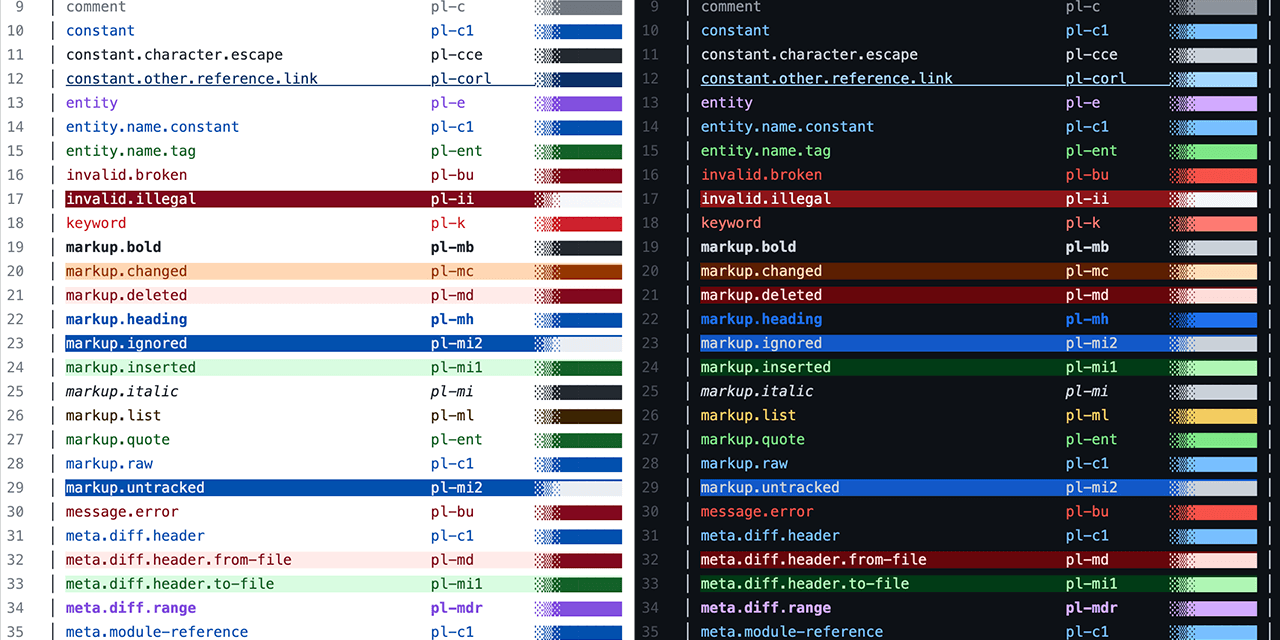 9 | comment pl-c ░▒▓█████
10 | constant pl-c1 ░▒▓█████
11 | constant.character.escape pl-cce ░▒▓█████
12 | constant.other.reference.link pl-corl ░▒▓█████
13 | entity pl-e ░▒▓█████
14 | entity.name.constant pl-c1 ░▒▓█████
15 | entity.name.tag pl-ent ░▒▓█████
16 | invalid.broken pl-bu ░▒▓█████
17 | invalid.illegal pl-ii ░▒▓█████
18 | keyword pl-k ░▒▓█████
19 | markup.bold pl-mb ░▒▓█████
20 | markup.changed pl-mc ░▒▓█████
21 | markup.deleted pl-md ░▒▓█████
22 | markup.heading pl-mh ░▒▓█████
23 | markup.ignored pl-mi2 ░▒▓█████
24 | markup.inserted pl-mi1 ░▒▓█████
25 | markup.italic pl-mi ░▒▓█████
26 | markup.list pl-ml ░▒▓█████
27 | markup.quote pl-ent ░▒▓█████
28 | markup.raw pl-c1 ░▒▓█████
29 | markup.untracked pl-mi2 ░▒▓█████
30 | message.error pl-bu ░▒▓█████
31 | meta.diff.header pl-c1 ░▒▓█████
32 | meta.diff.header.from-file pl-md ░▒▓█████
33 | meta.diff.header.to-file pl-mi1 ░▒▓█████
34 | meta.diff.range pl-mdr ░▒▓█████
35 | meta.module-reference pl-c1 ░▒▓█████
9 | comment pl-c ░▒▓█████ |
10 | constant pl-c1 ░▒▓█████ |
11 | constant.character.escape pl-cce ░▒▓█████ |
12 | constant.other.reference.link pl-corl ░▒▓█████ |
13 | entity pl-e ░▒▓█████ |
14 | entity.name.constant pl-c1 ░▒▓█████ |
15 | entity.name.tag pl-ent ░▒▓█████ |
16 | invalid.broken pl-bu ░▒▓█████ |
17 | invalid.illegal pl-ii ░▒▓█████ |
18 | keyword pl-k ░▒▓█████ |
19 | markup.bold pl-mb ░▒▓█████ |
20 | markup.changed pl-mc ░▒▓█████ |
21 | markup.deleted pl-md ░▒▓█████ |
22 | markup.heading pl-mh ░▒▓█████ |
23 | markup.ignored pl-mi2 ░▒▓█████ |
24 | markup.inserted pl-mi1 ░▒▓█████ |
25 | markup.italic pl-mi ░▒▓█████ |
26 | markup.list pl-ml ░▒▓█████ |
27 | markup.quote pl-ent ░▒▓█████ |
28 | markup.raw pl-c1 ░▒▓█████ |
29 | markup.untracked pl-mi2 ░▒▓█████ |
30 | message.error pl-bu ░▒▓█████ |
31 | meta.diff.header pl-c1 ░▒▓█████ |
32 | meta.diff.header.from-file pl-md ░▒▓█████ |
33 | meta.diff.header.to-file pl-mi1 ░▒▓█████ |
34 | meta.diff.range pl-mdr ░▒▓█████ |
35 | meta.module-reference pl-c1 ░▒▓█████ |